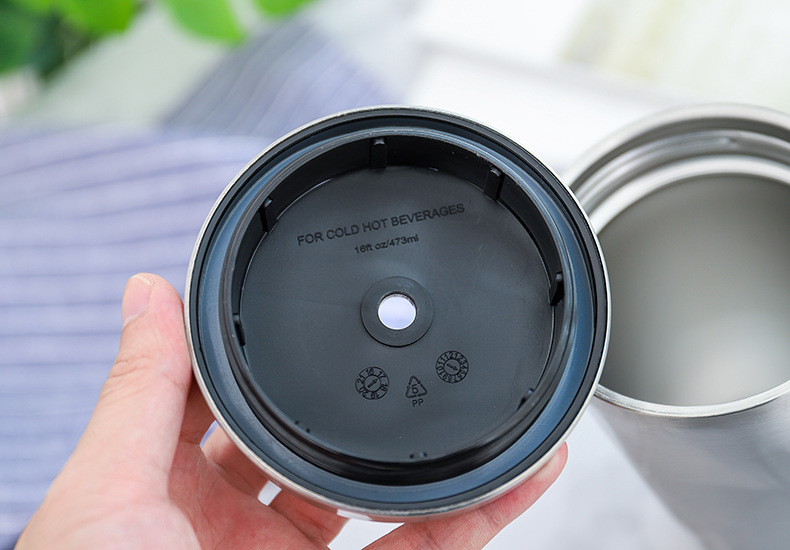 FOR COLD HOT BEVERAGES
16ft oz/473ml
5
PP